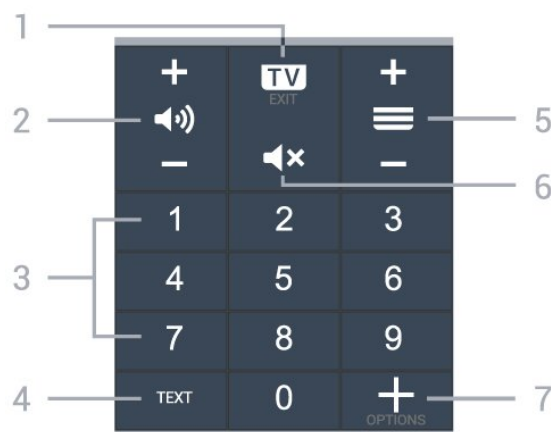 1
+ TV +
EXIT
2 5
− −
6
1 2 3
3
4 5 6
7 8 9
4 TEXT 0 + 7
OPTIONS